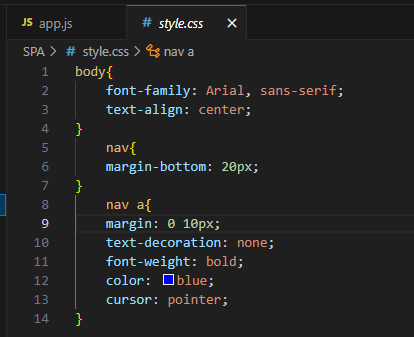 JS app.js
# style.css ×
SPA > # style.css > nav a
1 body{
2     font-family: Arial, sans-serif;
3     text-align: center;
4 }
5     nav{
6     margin-bottom: 20px;
7 }
8     nav a{
9     margin: 0 10px;
10     text-decoration: none;
11     font-weight: bold;
12     color: blue;
13     cursor: pointer;
14 }